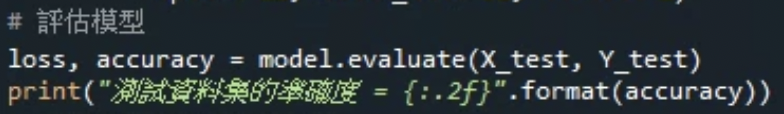 # 評估模型
loss, accuracy = model.evaluate(X_test, Y_test)
print("測試資料集的準確度 = {:.2f}".format(accuracy))